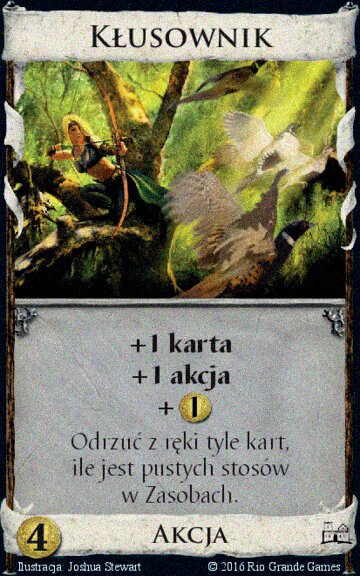 Kłusownik
+1 karta
+1 akcja
+ 1
Odrzuć z ręki tyle kart,
ile jest pustych stosów
w Zasobach.
4 Akcja
Ilustracja: Joshua Stewart © 2016 Rio Grande Games